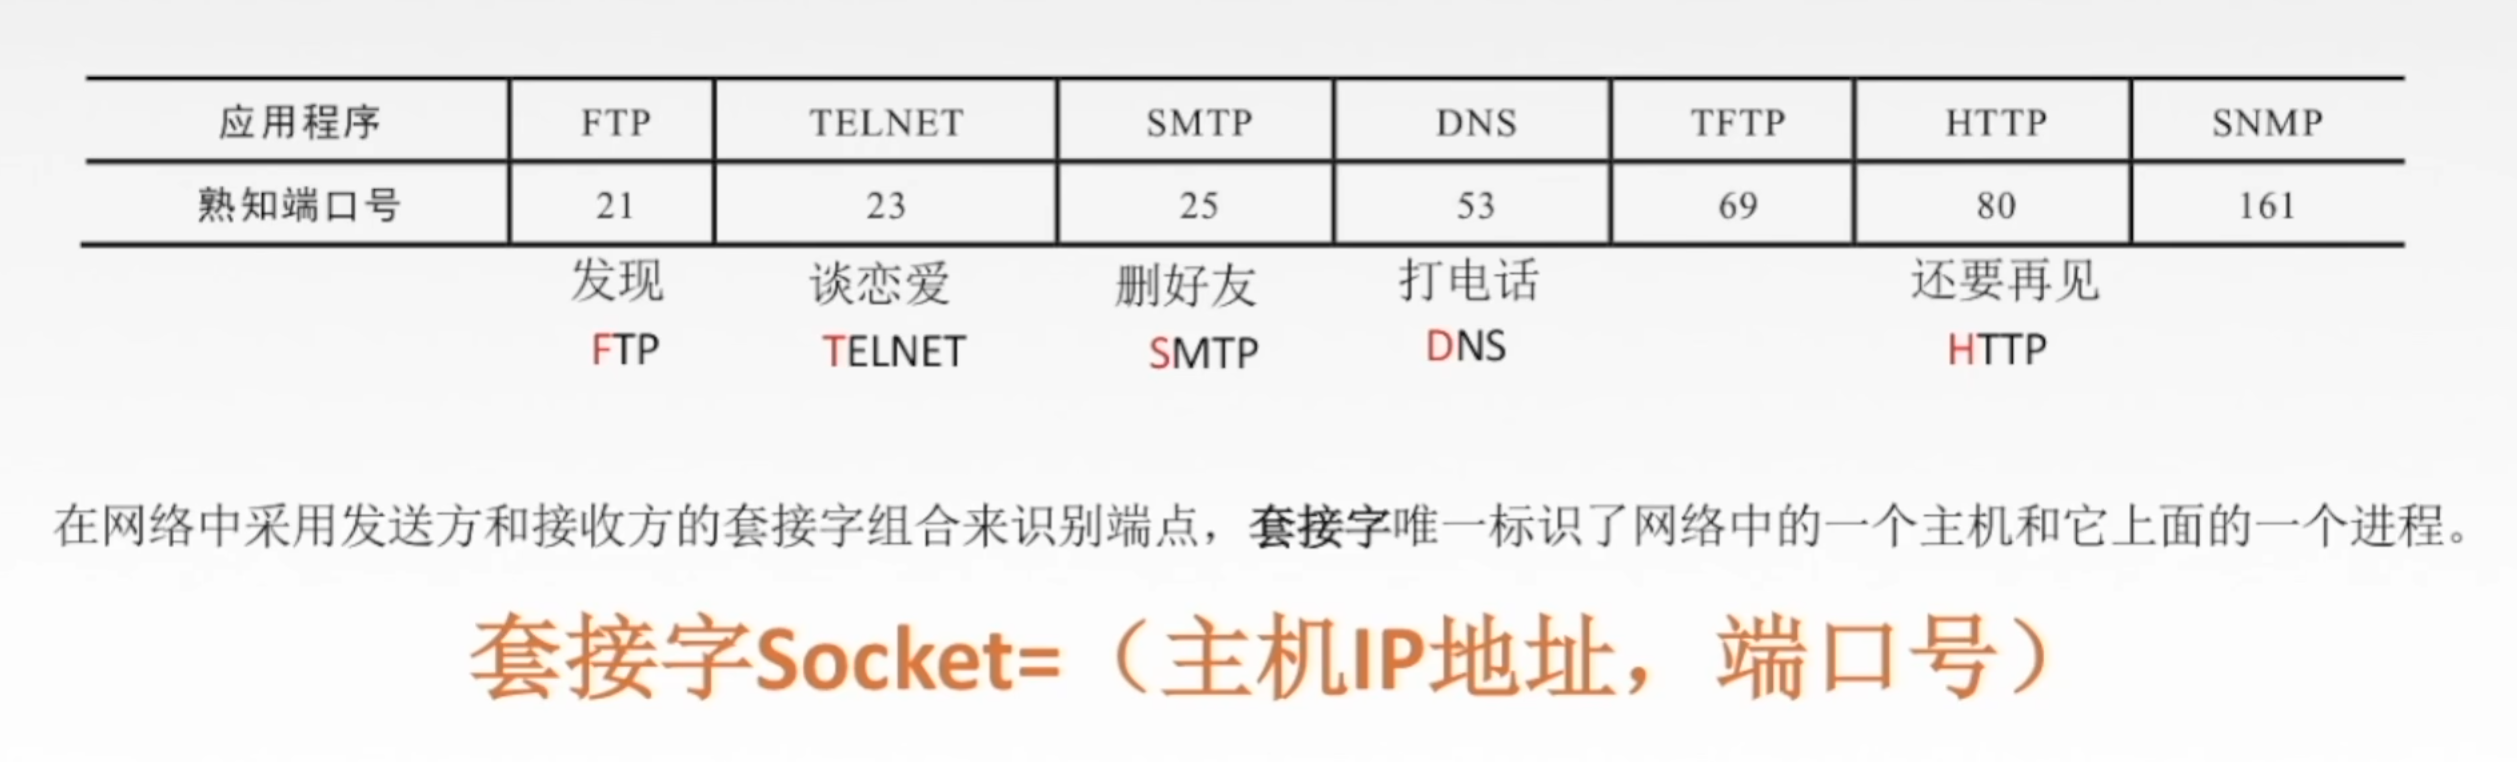 应用程序 FTP TELNET SMTP DNS TFTP HTTP SNMP
熟知端口号 21 23 25 53 69 80 161
发现 谈恋爱 删好友 打电话 还要再见
FTP TELNET SMTP DNS HTTP
在网络中采用发送方和接收方的套接字组合来识别端点，套接字唯一标识了网络中的一个主机和它上面的一个进程。
套接字Socket=（主机IP地址，端口号）